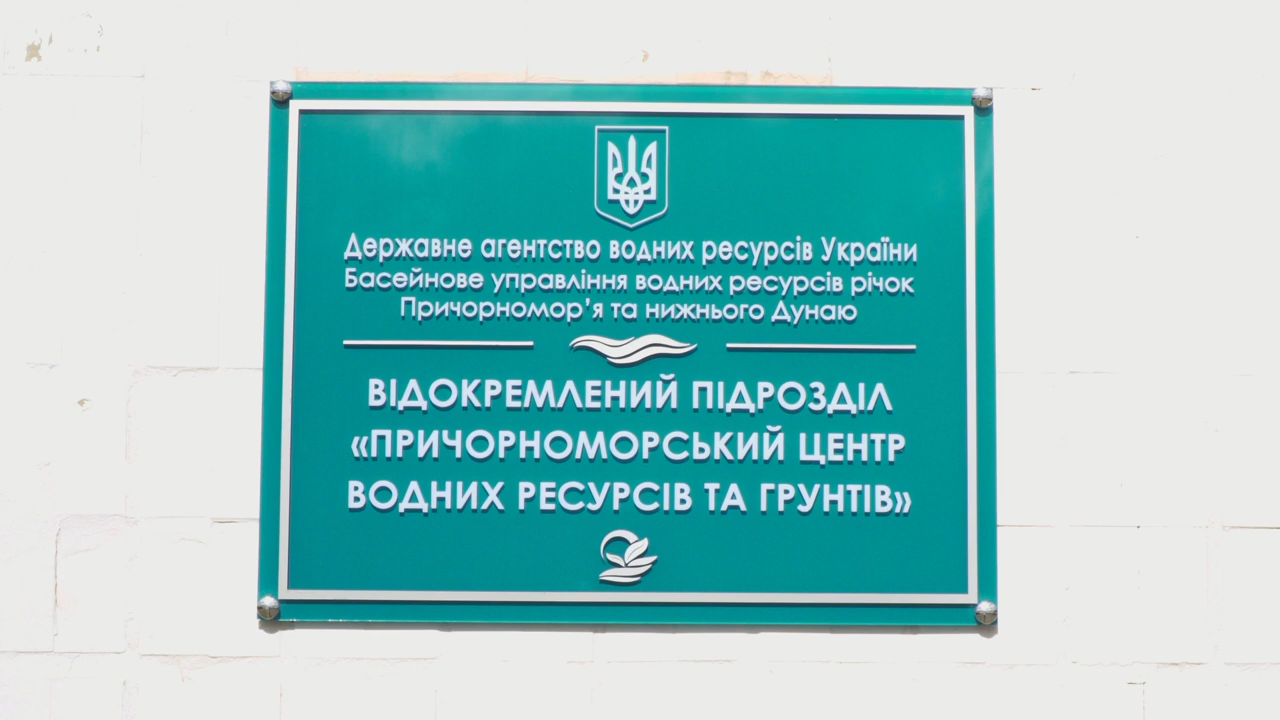 Державне агентство водних ресурсів України
Басейнове управління водних ресурсів річок
Причорномор'я та нижнього Дунаю
ВІДОКРЕМЛЕНИЙ ПІДРОЗДІЛ
«ПРИЧОРНОМОРСЬКИЙ ЦЕНТР
ВОДНИХ РЕСУРСІВ ТА ГРУНТІВ»